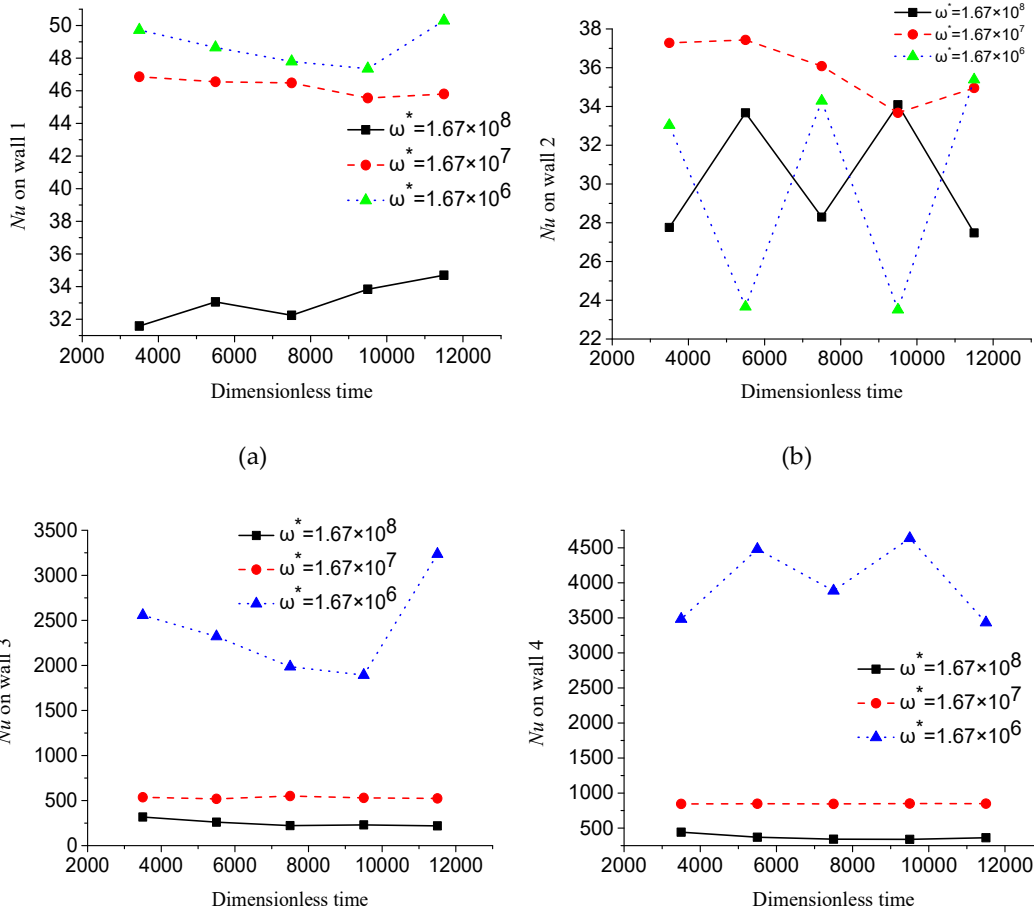 50
48
46
44
42
40
38
36
34
32
Nu on wall 1
ω*=1.67×10^8
ω*=1.67×10^7
ω*=1.67×10^6
2000 4000 6000 8000 10000 12000
Dimensionless time
(a)
38
36
34
32
30
28
26
24
22
Nu on wall 2
ω*=1.67×10^8
ω*=1.67×10^7
ω*=1.67×10^6
2000 4000 6000 8000 10000 12000
Dimensionless time
(b)
3500
3000
2500
2000
1500
1000
500
0
Nu on wall 3
ω*=1.67×10^8
ω*=1.67×10^7
ω*=1.67×10^6
2000 4000 6000 8000 10000 12000
Dimensionless time
4500
4000
3500
3000
2500
2000
1500
1000
500
Nu on wall 4
ω*=1.67×10^8
ω*=1.67×10^7
ω*=1.67×10^6
2000 4000 6000 8000 10000 12000
Dimensionless time